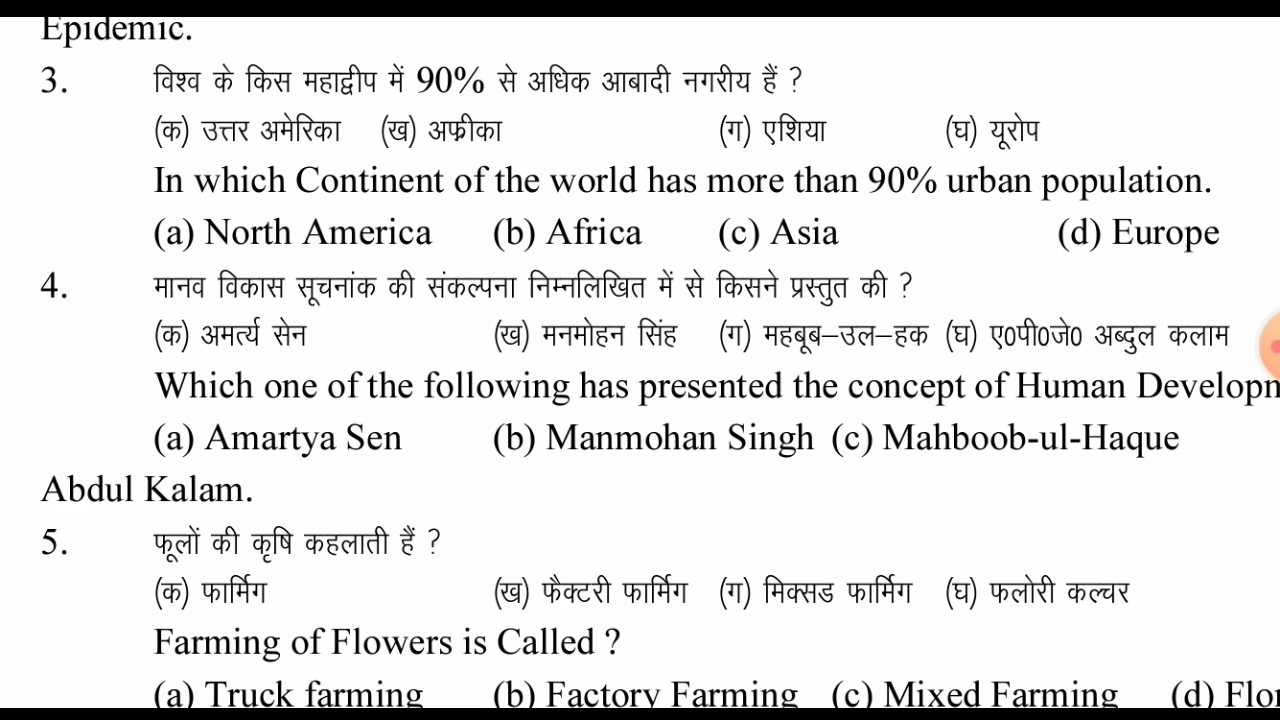 Epidemic.
3. विश्व के किस महाद्वीप में 90% से अधिक आबादी नगरीय हैं ?
(क) उत्तर अमेरिका (ख) अफ्रीका (ग) एशिया (घ) यूरोप
In which Continent of the world has more than 90% urban population.
(a) North America (b) Africa (c) Asia (d) Europe
4. मानव विकास सूचनांक की संकल्पना निम्नलिखित में से किसने प्रस्तुत की ?
(क) अमर्त्य सेन (ख) मनमोहन सिंह (ग) महबूब–उल–हक (घ) ए0पी0जे0 अब्दुल कलाम
Which one of the following has presented the concept of Human
(a) Amartya Sen (b) Manmohan Singh (c) Mahboob-ul-Haque
Abdul Kalam.
5. फूलों की कृषि कहलाती हैं ?
(क) फार्मिग (ख) फैक्टरी फार्मिग (ग) मिक्सड फार्मिग (घ) फलोरी कल्चर
Farming of Flowers is Called ?
(a) Truck farming (b) Factory Farming (c) Mixed Farming (d)